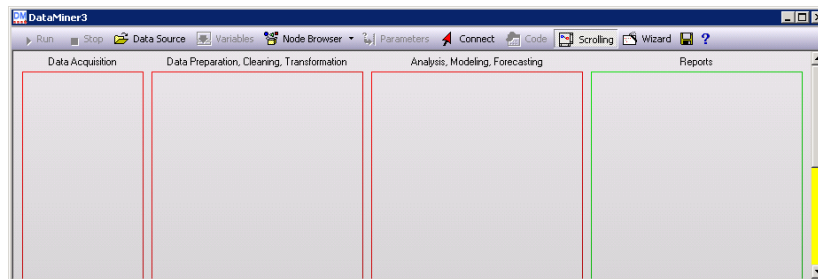 DataMiner3
Run Stop Data Source Variables Node Browser Parameters Connect Code Scrolling Wizard ?
Data Acquisition Data Preparation, Cleaning, Transformation Analysis, Modeling, Forecasting Reports